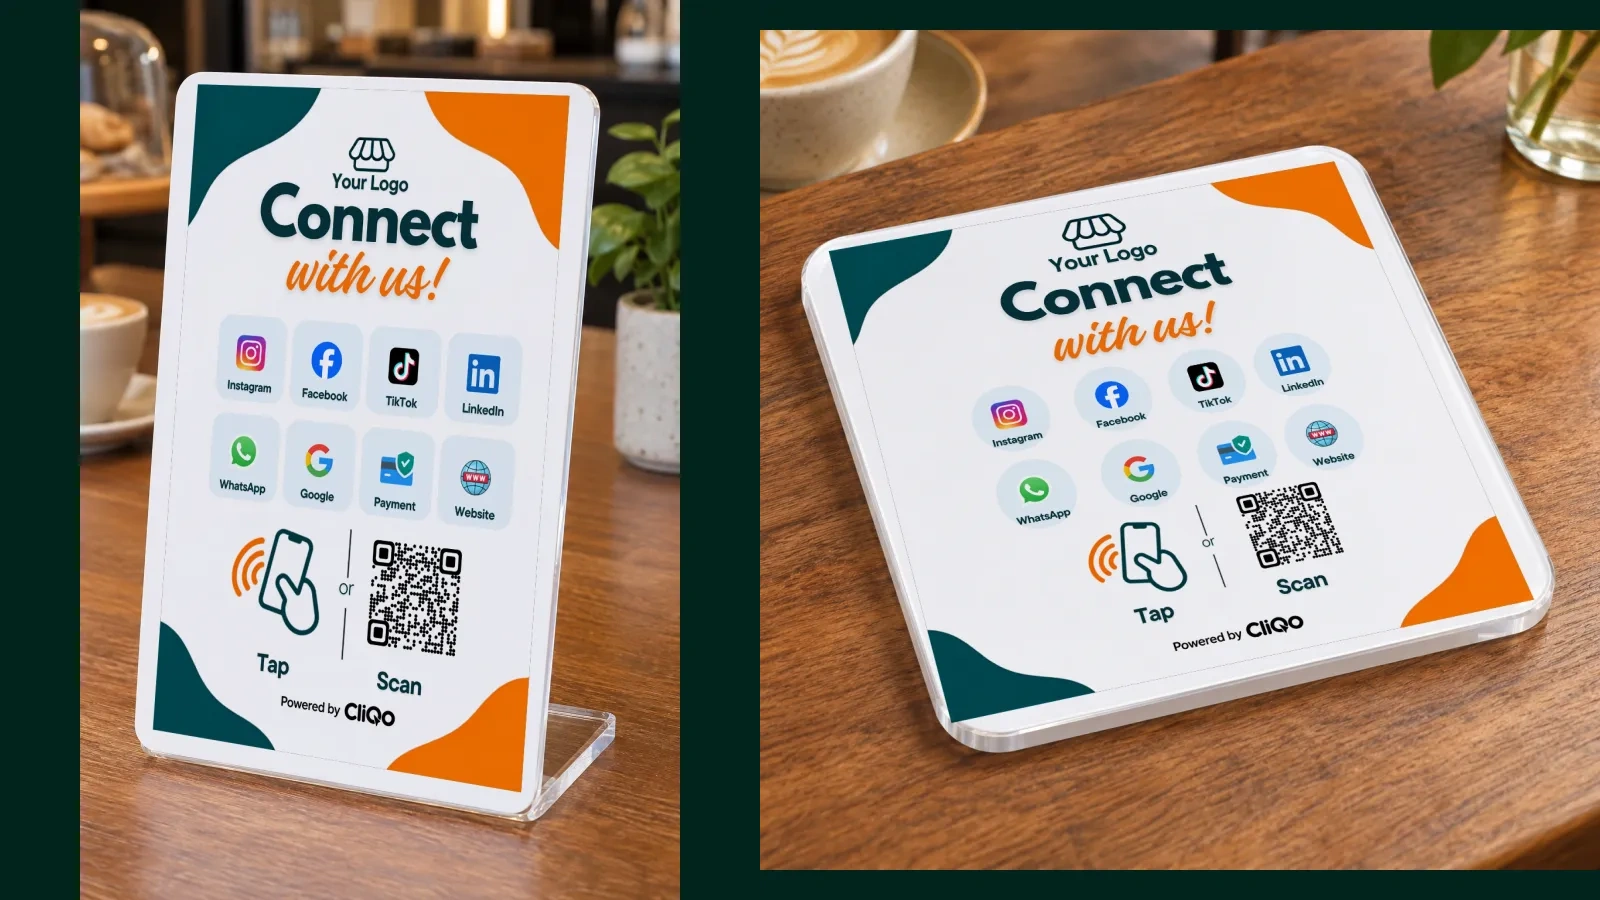 Your Logo
Connect
with us!
Instagram
Facebook
TikTok
LinkedIn
WhatsApp
Google
Payment
WWW
Website
or
Tap
Scan
Powered by CliQo
Your Logo
Connect
with us!
Instagram
Facebook
TikTok
LinkedIn
WhatsApp
Google
Payment
WWW
Website
or
Tap
Scan
Powered by CliQo